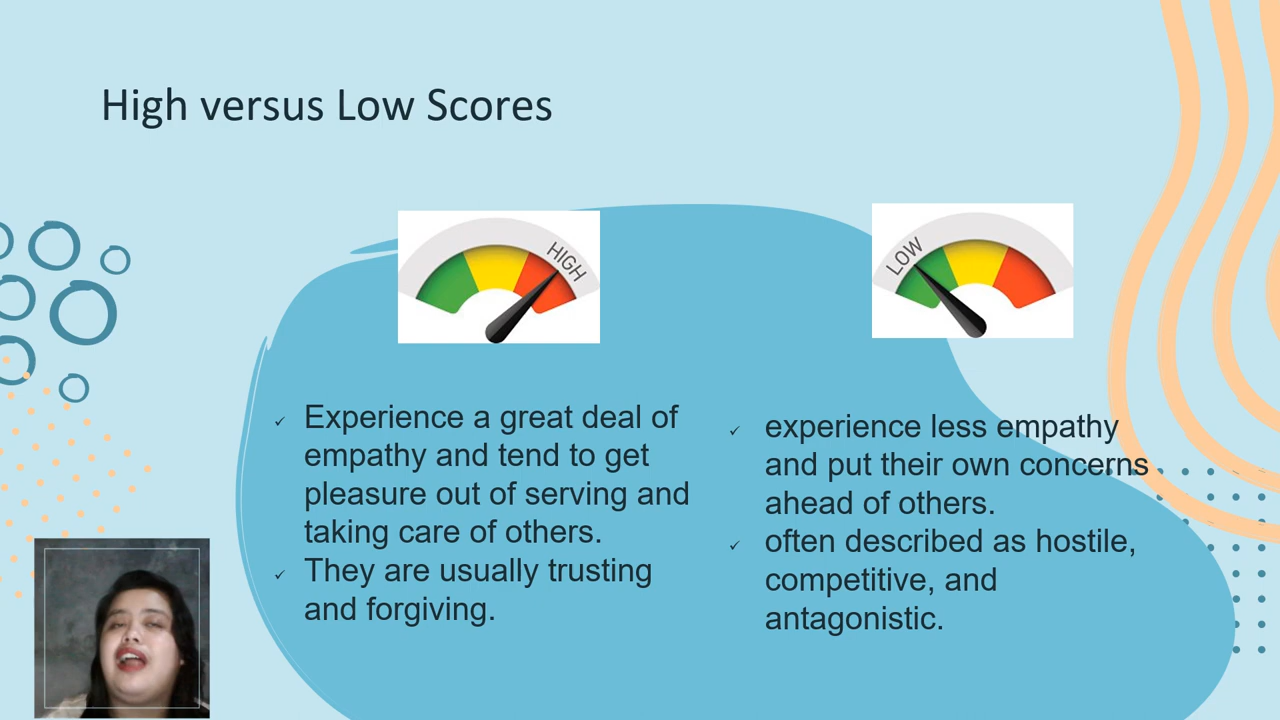 High versus Low Scores
HIGH
LOW
Experience a great deal of
empathy and tend to get
pleasure out of serving and
taking care of others.
They are usually trusting
and forgiving.
experience less empathy
and put their own concerns
ahead of others.
often described as hostile,
competitive, and
antagonistic.